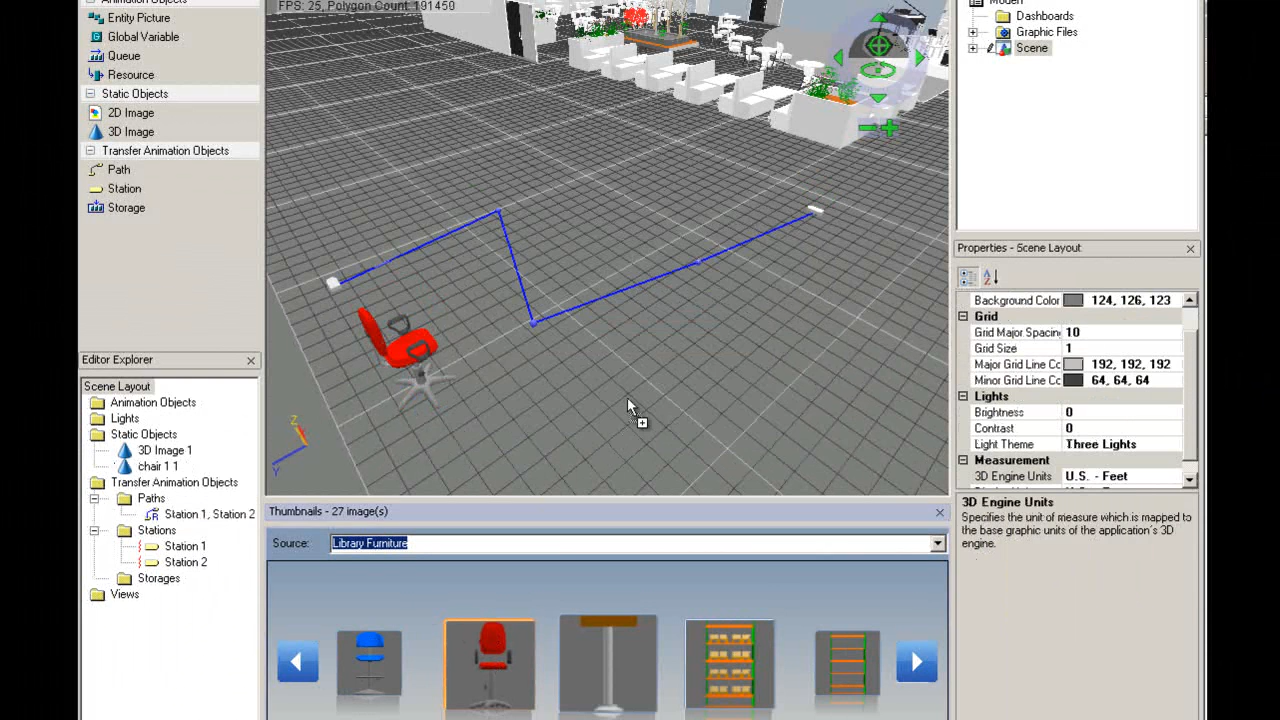 Animation Objects
Entity Picture
Global Variable
Queue
Resource
Static Objects
2D Image
3D Image
Transfer Animation Objects
Path
Station
Storage
Editor Explorer
Scene Layout
Animation Objects
Lights
Static Objects
3D Image 1
chair 1 1
Transfer Animation Objects
Paths
Station 1, Station 2
Stations
Station 1
Station 2
Storages
Views
FPS: 25, Polygon Count: 191450
Z
Y
Thumbnails - 27 image(s)
Source: Library Furniture
Model
Dashboards
Graphic Files
Scene
Properties - Scene Layout
Background Color 124, 126, 123
Grid
Grid Major Spacin 10
Grid Size 1
Major Grid Line Co 192, 192, 192
Minor Grid Line Co 64, 64, 64
Lights
Brightness 0
Contrast 0
Light Theme Three Lights
Measurement
3D Engine Units U.S. - Feet
3D Engine Units
Specifies the unit of measure which is mapped to
the base graphic units of the application's 3D
engine.